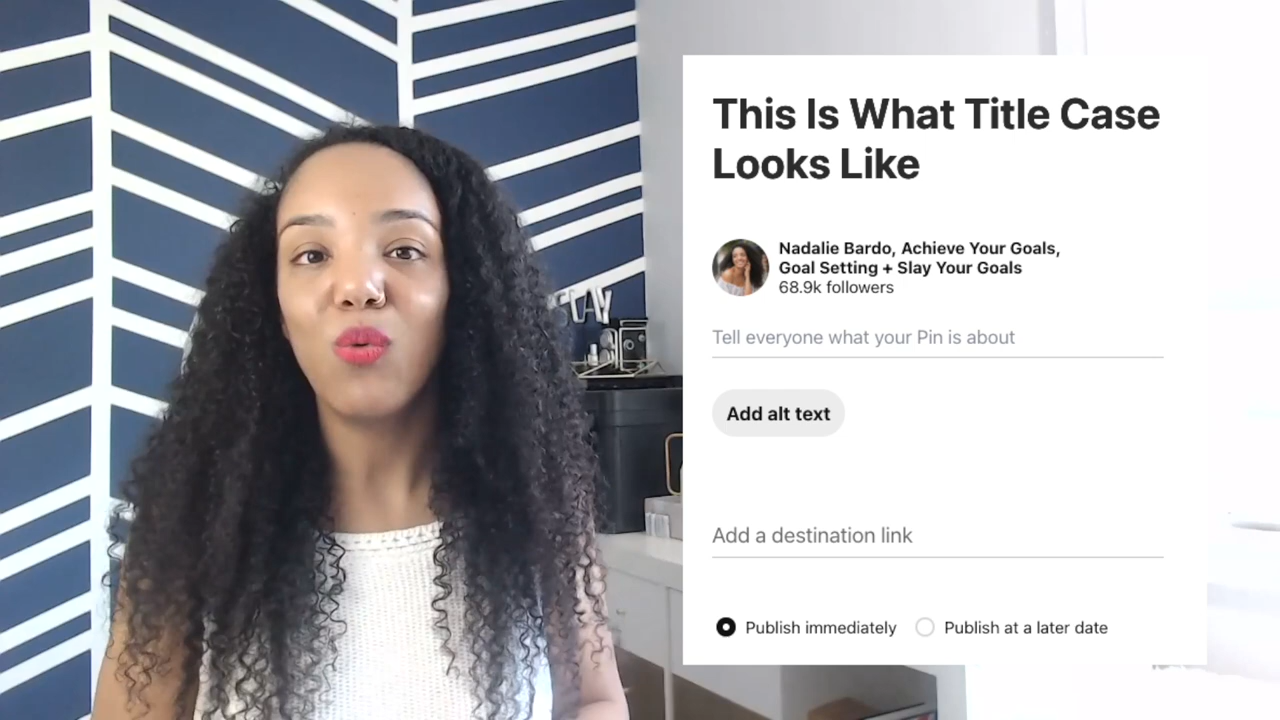 This Is What Title Case
Looks Like
Nadalie Bardo, Achieve Your Goals,
Goal Setting + Slay Your Goals
68.9k followers
Tell everyone what your Pin is about
Add alt text
Add a destination link
Publish immediately
Publish at a later date
SLAY